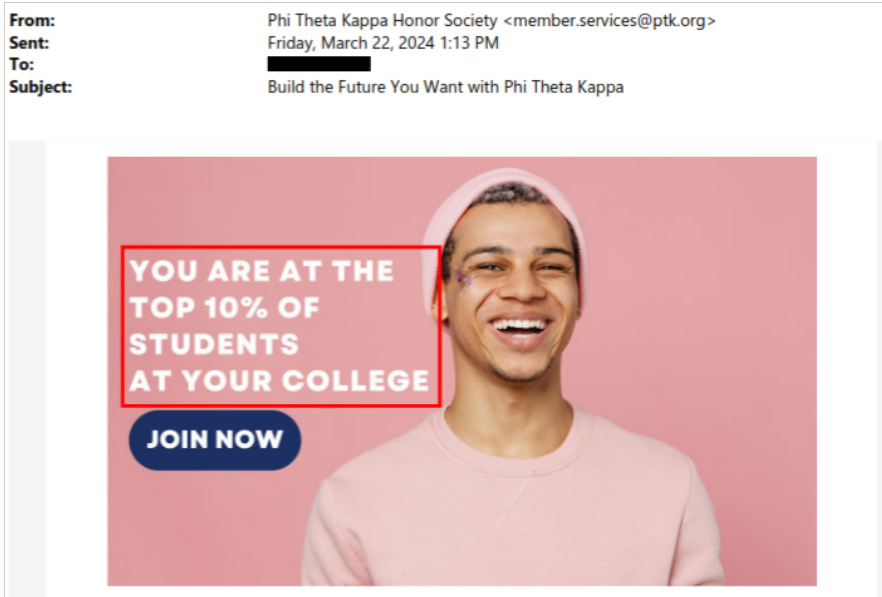 From: Phi Theta Kappa Honor Society <member.services@ptk.org>
Sent: Friday, March 22, 2024 1:13 PM
To:
Subject: Build the Future You Want with Phi Theta Kappa
YOU ARE AT THE
TOP 10% OF
STUDENTS
AT YOUR COLLEGE
JOIN NOW